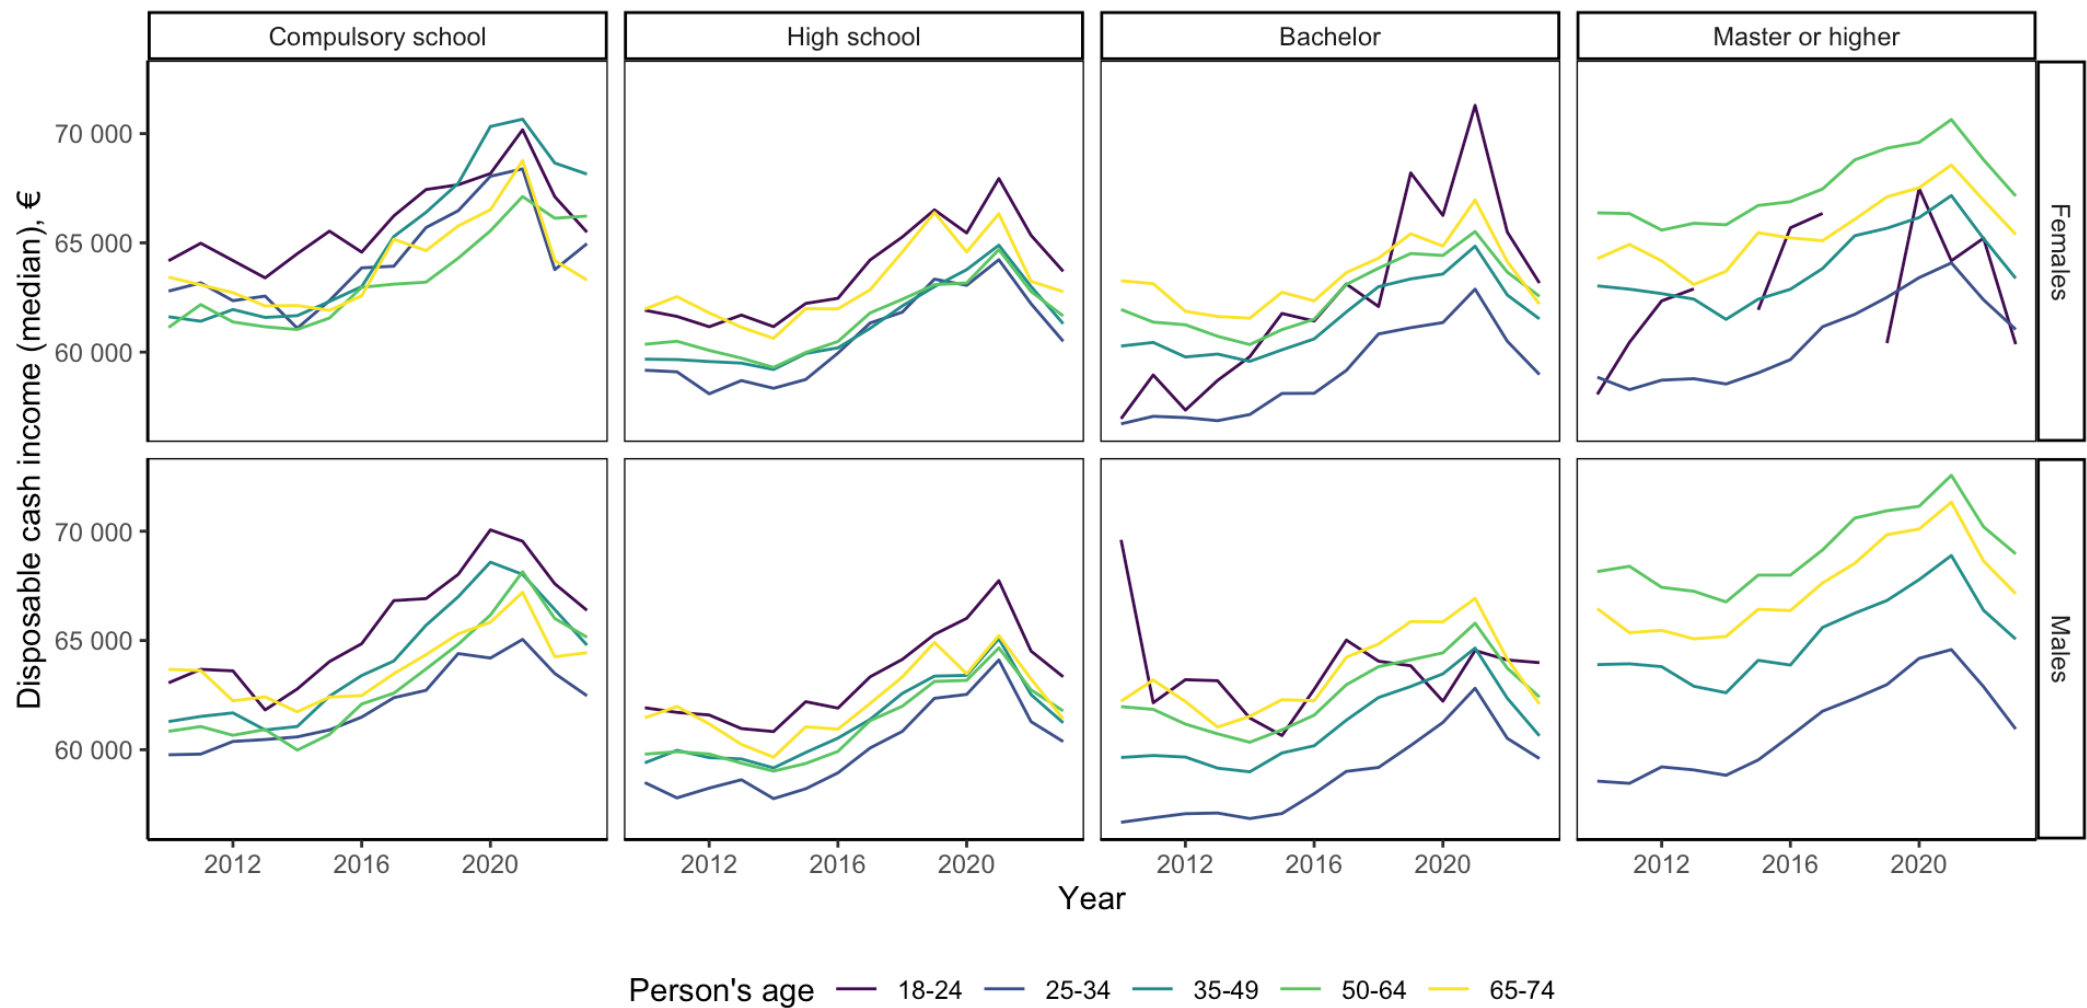 Compulsory school
High school
Bachelor
Master or higher
Disposable cash income (median), €
70 000
65 000
60 000
Females
70 000
65 000
60 000
Males
2012 2016 2020
2012 2016 2020
2012 2016 2020
2012 2016 2020
Year
Person's age 18-24 25-34 35-49 50-64 65-74